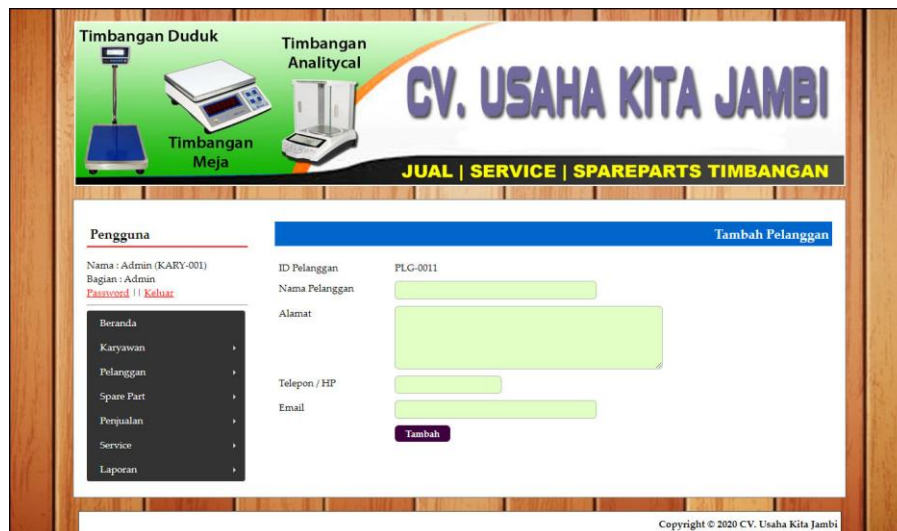 Timbangan Duduk
Timbangan
Analitycal
Timbangan
Meja
CV. USAHA KITA JAMBI
JUAL | SERVICE | SPAREPARTS TIMBANGAN
Pengguna
Nama : Admin (KARY-001)
Bagian : Admin
Password || Keluar
Beranda
Karyawan
Pelanggan
Spare Part
Penjualan
Service
Laporan
Tambah Pelanggan
ID Pelanggan PLG-0011
Nama Pelanggan
Alamat
Telepon / HP
Email
Tambah
Copyright © 2020 CV. Usaha Kita Jambi